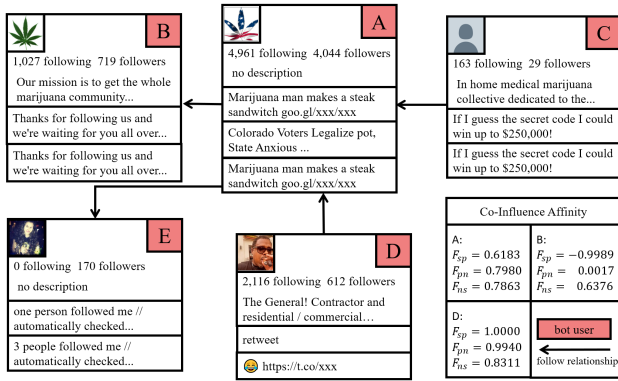 B
1,027 following 719 followers
Our mission is to get the whole
marijuana community...
Thanks for following us and
we're waiting for you all over...
Thanks for following us and
we're waiting for you all over...
A
4,961 following 4,044 followers
no description
Marijuana man makes a steak
sandwitch goo.gl/xxx/xxx
Colorado Voters Legalize pot,
State Anxious ...
Marijuana man makes a steak
sandwitch goo.gl/xxx/xxx
C
163 following 29 followers
In home medical marijuana
collective dedicated to the...
If I guess the secret code I could
win up to $250,000!
If I guess the secret code I could
win up to $250,000!
E
0 following 170 followers
no description
one person followed me //
automatically checked...
3 people followed me //
automatically checked...
D
2,116 following 612 followers
The General! Contractor and
residential / commercial…
retweet
😂 https://t.co/xxx
Co-Influence Affinity
A:
F_sp = 0.6183
F_pn = 0.7980
F_ns = 0.7863
B:
F_sp = −0.9989
F_pn = 0.0017
F_ns = 0.6376
D:
F_sp = 1.0000
F_pn = 0.9940
F_ns = 0.8311
bot user
follow relationship